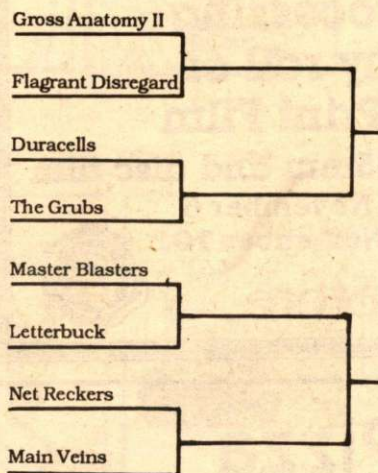 Gross Anatomy II
Flagrant Disregard
Duracells
The Grubs
Master Blasters
Letterbuck
Net Reckers
Main Veins